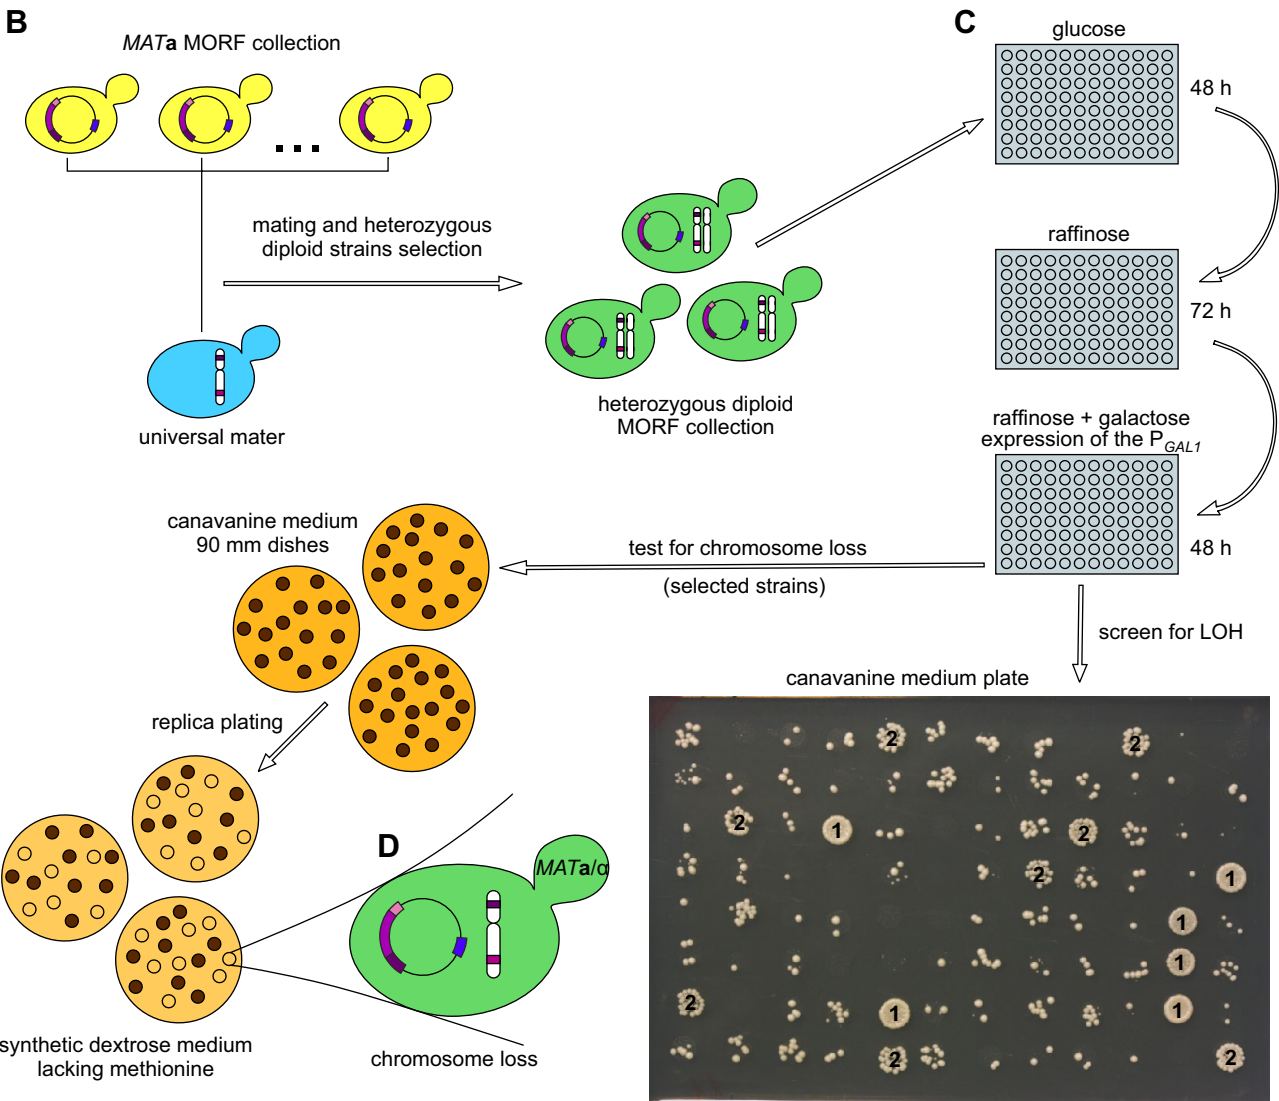 B
MATa MORF collection
mating and heterozygous
diploid strains selection
universal mater
heterozygous diploid
MORF collection
C
glucose
48 h
raffinose
72 h
raffinose + galactose
expression of the PGAL1
48 h
test for chromosome loss
(selected strains)
screen for LOH
canavanine medium
90 mm dishes
replica plating
synthetic dextrose medium
lacking methionine
D
MATa/α
chromosome loss
canavanine medium plate
2 2
2 1 2
2 1
1
1
2 1 1
2 2